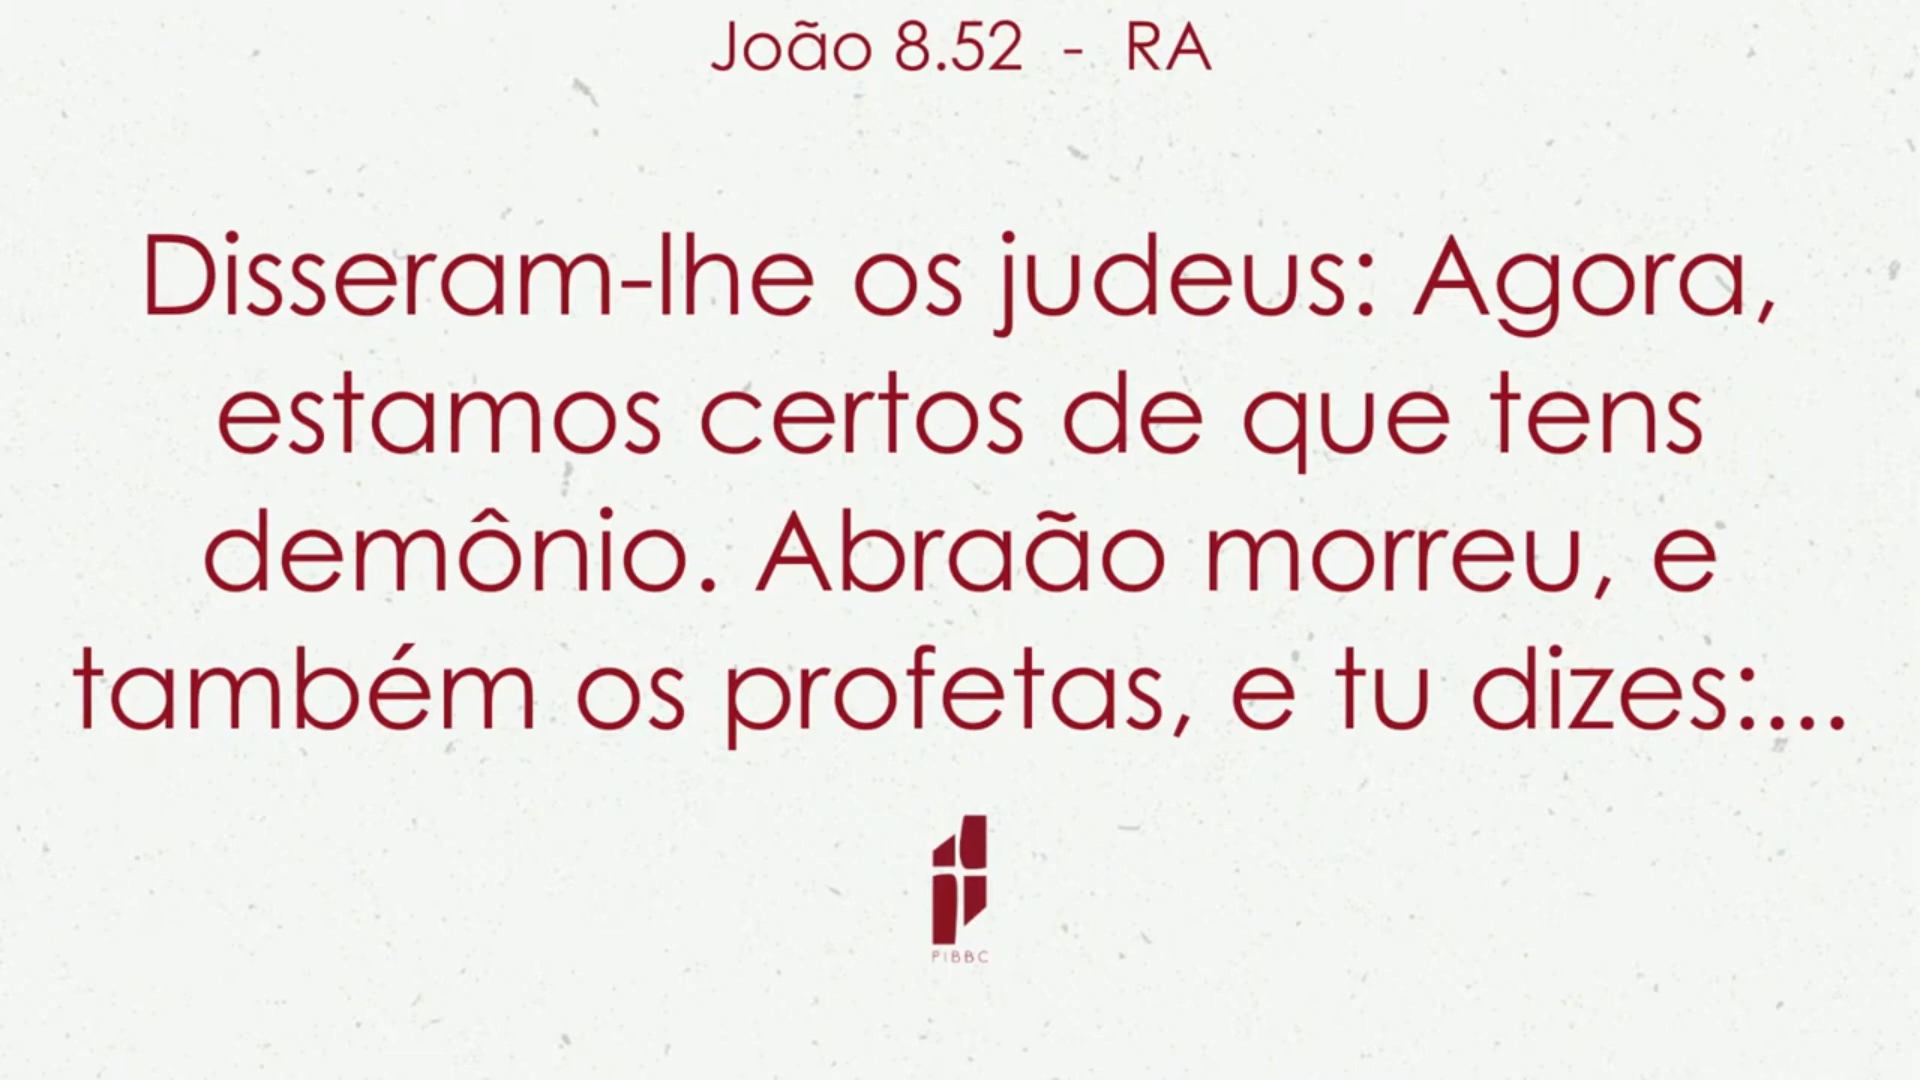 João 8.52 - RA
Disseram-lhe os judeus: Agora,
estamos certos de que tens
demônio. Abraão morreu, e
também os profetas, e tu dizes:...
PIBBC